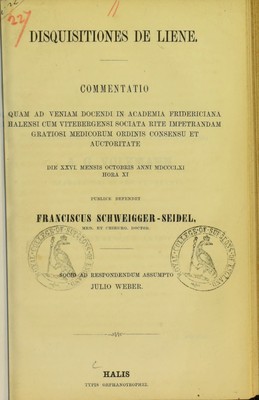 2
227
DISQUISITIONES DE LIENE.
COMMENTATIO
QUAM AD VENIAM DOCENDI IN ACADEMIA FRIDERICIANA
HALENSI CUM VITEBERGENSI SOCIATA RITE IMPETRANDAM
GRATIOSI MEDICORUM ORDINIS CONSENSU ET
AUCTORITATE
DIE XXVI. MENSIS OCTOBRIS ANNI MDCCCLXI
HORA XI
PUBLICE DEFENDET
FRANCISCUS SCHWEIGGER-SEIDEL,
MED. ET CHIRURG. DOCTOR.
SOCIO AD RESPONDENDUM ASSUMPTO
JULIO WEBER.
HALIS
TYPIS ORPHANOTROPHEI.